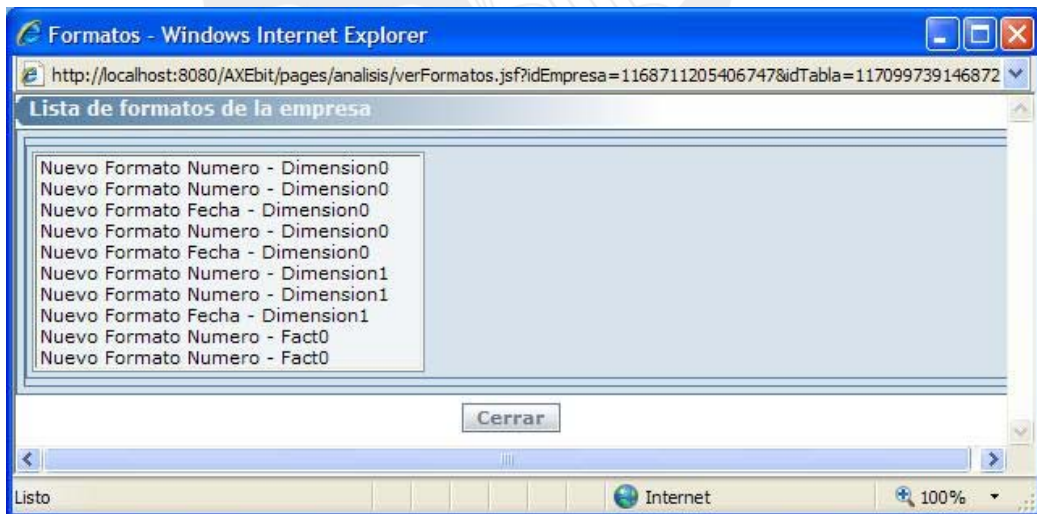 Formatos - Windows Internet Explorer
http://localhost:8080/AXEbit/pages/analisis/verFormatos.jsf?idEmpresa=1168711205406747&idTabla=117099739146872
Lista de formatos de la empresa
Nuevo Formato Numero - Dimension0
Nuevo Formato Numero - Dimension0
Nuevo Formato Fecha - Dimension0
Nuevo Formato Numero - Dimension0
Nuevo Formato Fecha - Dimension0
Nuevo Formato Numero - Dimension1
Nuevo Formato Numero - Dimension1
Nuevo Formato Fecha - Dimension1
Nuevo Formato Numero - Fact0
Nuevo Formato Numero - Fact0
Cerrar
Listo Internet 100%